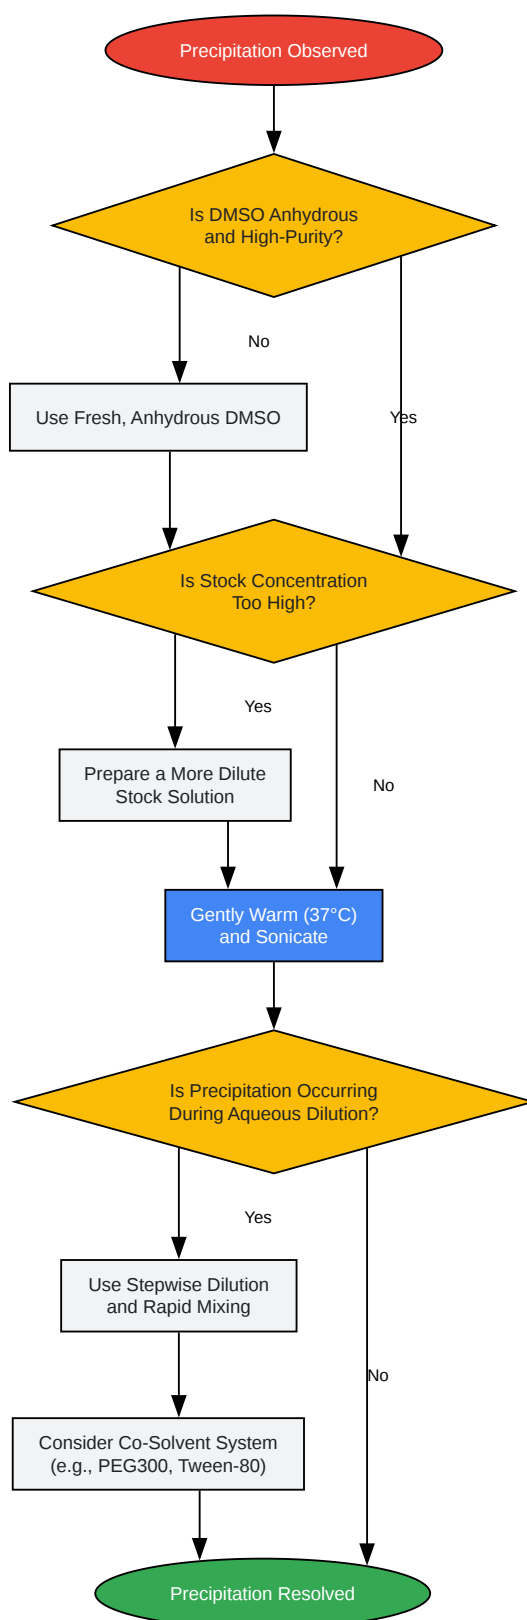 Precipitation Observed
Is DMSO Anhydrous
and High-Purity?
No
Use Fresh, Anhydrous DMSO
Yes
Is Stock Concentration
Too High?
Yes
Prepare a More Dilute
Stock Solution
No
Gently Warm (37°C)
and Sonicate
Is Precipitation Occurring
During Aqueous Dilution?
Yes
Use Stepwise Dilution
and Rapid Mixing
No
Consider Co-Solvent System
(e.g., PEG300, Tween-80)
Precipitation Resolved